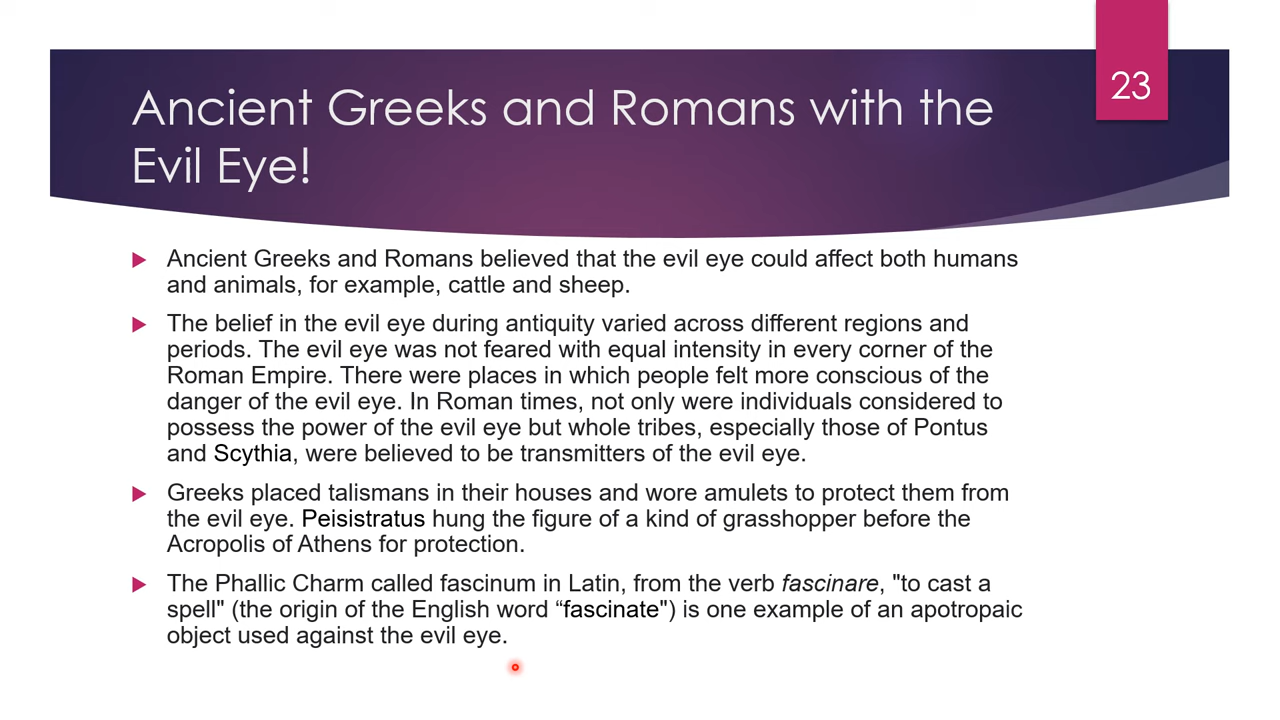 23
Ancient Greeks and Romans with the
Evil Eye!
Ancient Greeks and Romans believed that the evil eye could affect both humans
and animals, for example, cattle and sheep.
The belief in the evil eye during antiquity varied across different regions and
periods. The evil eye was not feared with equal intensity in every corner of the
Roman Empire. There were places in which people felt more conscious of the
danger of the evil eye. In Roman times, not only were individuals considered to
possess the power of the evil eye but whole tribes, especially those of Pontus
and Scythia, were believed to be transmitters of the evil eye.
Greeks placed talismans in their houses and wore amulets to protect them from
the evil eye. Peisistratus hung the figure of a kind of grasshopper before the
Acropolis of Athens for protection.
The Phallic Charm called fascinum in Latin, from the verb fascinare, "to cast a
spell" (the origin of the English word “fascinate") is one example of an apotropaic
object used against the evil eye.